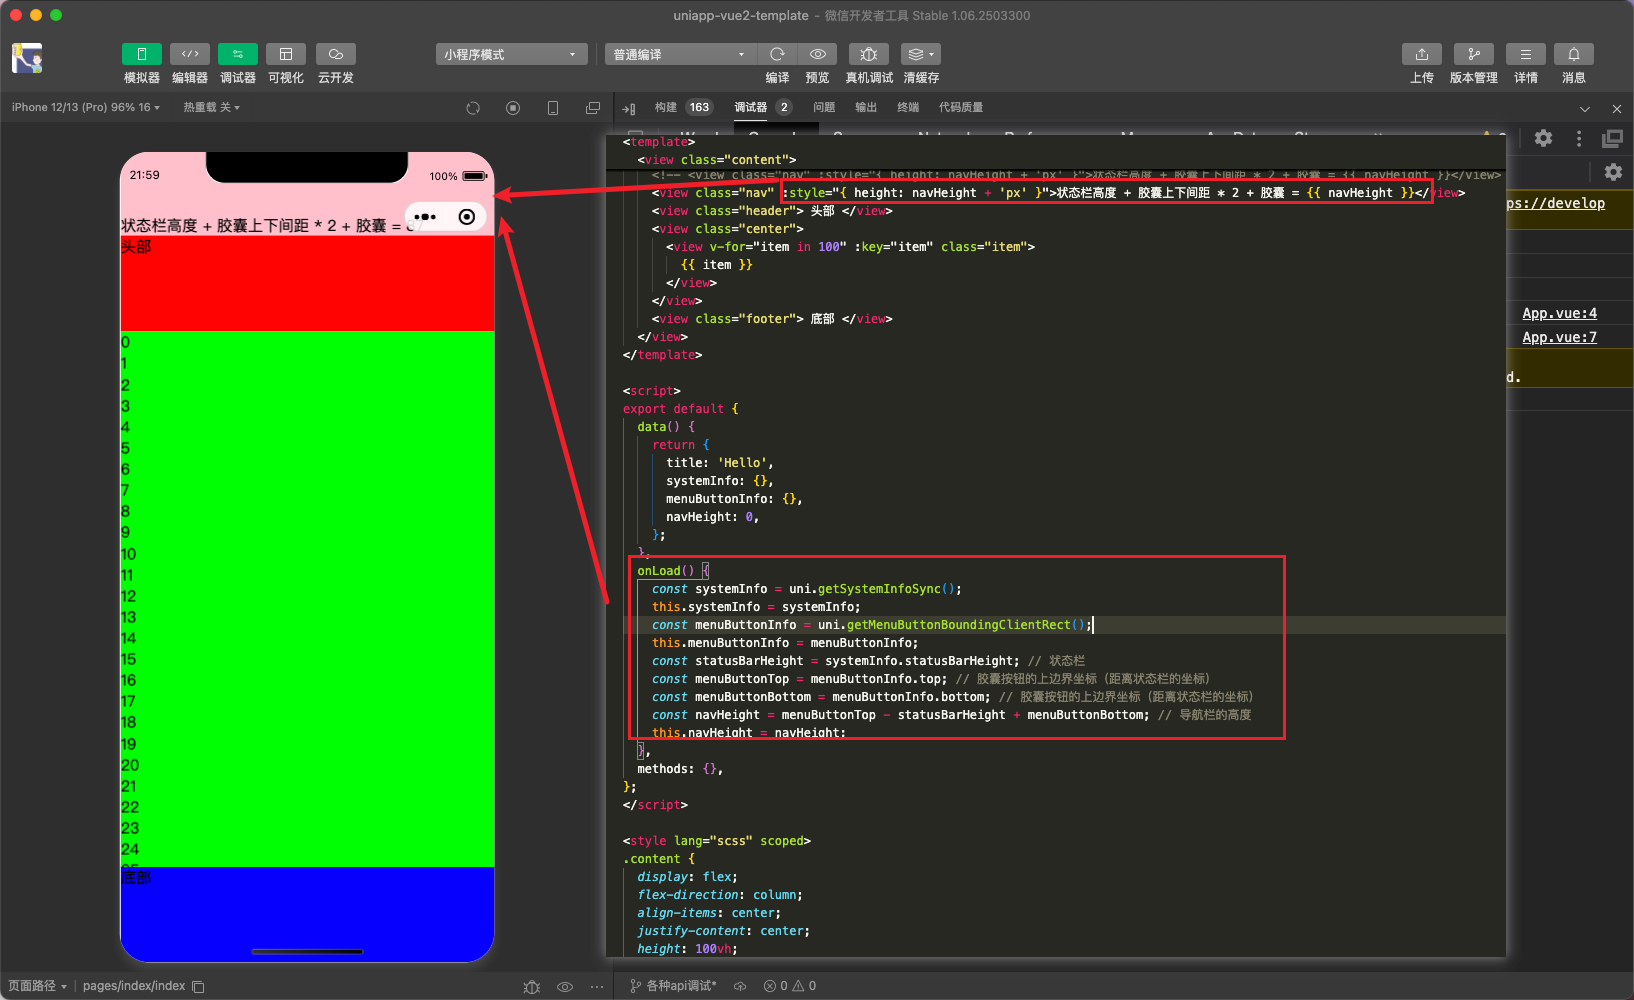 uniapp-vue2-template - 微信开发者工具 Stable 1.06.2503300
小程序模式
普通编译
模拟器 编辑器 调试器 可视化 云开发
编译 预览 真机调试 清缓存
上传 版本管理 详情 消息
iPhone 12/13 (Pro) 96% 16
热重载 关
构建 163 调试器 2 问题 输出 终端 代码质量
21:59
100%
状态栏高度 + 胶囊上下间距 * 2 + 胶囊 =
头部
0
1
2
3
4
5
6
7
8
9
10
11
12
13
14
15
16
17
18
19
20
21
22
23
24
底部
<template>
<view class="content">
<!-- <view class="nav" :style="{ height: navHeight + 'px' }">状态栏高度 + 胶囊上下间距 * 2 + 胶囊 = {{ navHeight }}</view>
<view class="nav" :style="{ height: navHeight + 'px' }">状态栏高度 + 胶囊上下间距 * 2 + 胶囊 = {{ navHeight }}</view>
<view class="header"> 头部 </view>
<view class="center">
<view v-for="item in 100" :key="item" class="item">
{{ item }}
</view>
</view>
<view class="footer"> 底部 </view>
</view>
</template>
<script>
export default {
data() {
return {
title: 'Hello',
systemInfo: {},
menuButtonInfo: {},
navHeight: 0,
};
},
onLoad() {
const systemInfo = uni.getSystemInfoSync();
this.systemInfo = systemInfo;
const menuButtonInfo = uni.getMenuButtonBoundingClientRect();
this.menuButtonInfo = menuButtonInfo;
const statusBarHeight = systemInfo.statusBarHeight; // 状态栏
const menuButtonTop = menuButtonInfo.top; // 胶囊按钮的上边界坐标（距离状态栏的坐标）
const menuButtonBottom = menuButtonInfo.bottom; // 胶囊按钮的上边界坐标（距离状态栏的坐标）
const navHeight = menuButtonTop - statusBarHeight + menuButtonBottom; // 导航栏的高度
this.navHeight = navHeight;
},
methods: {},
};
</script>
<style lang="scss" scoped>
.content {
display: flex;
flex-direction: column;
align-items: center;
justify-content: center;
height: 100vh;
ps://develop
App.vue:4
App.vue:7
d.
页面路径 | pages/index/index
各种api调试*
0
0